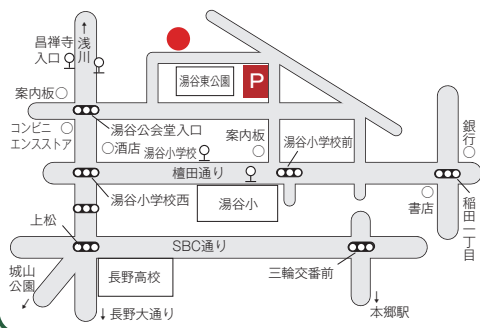 ↑浅川
昌禅寺
入口
湯谷東公園
P
案内板
湯谷公会堂入口
コンビニ
エンスストア
酒店
湯谷小学校
案内板
湯谷小学校前
銀行
檀田通り
湯谷小学校西
湯谷小
書店
稲田一丁目
上松
SBC通り
長野高校
三輪交番前
城山
公園
↓長野大通り
↓本郷駅